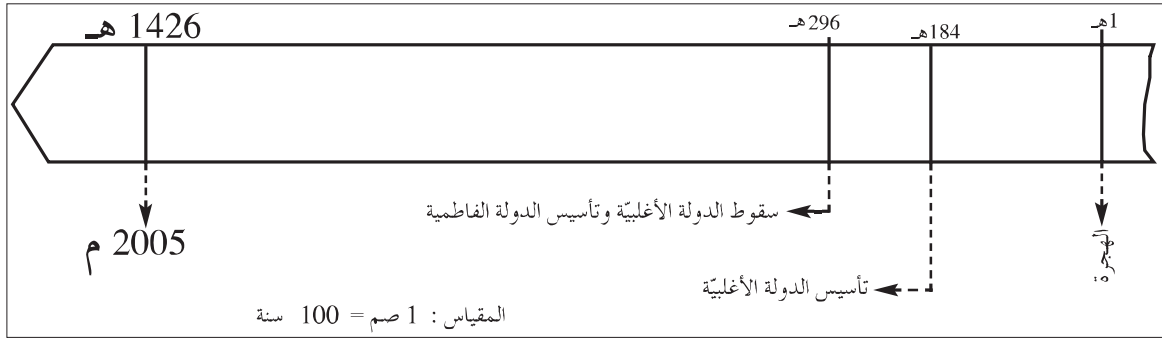 1هـ
184هـ
296هـ
1426 هـ
الهجرة
سقوط الدولة الأغلبيّة وتأسيس الدولة الفاطمية
2005 م
تأسيس الدولة الأغلبيّة
المقياس : 1 صم = 100 سنة